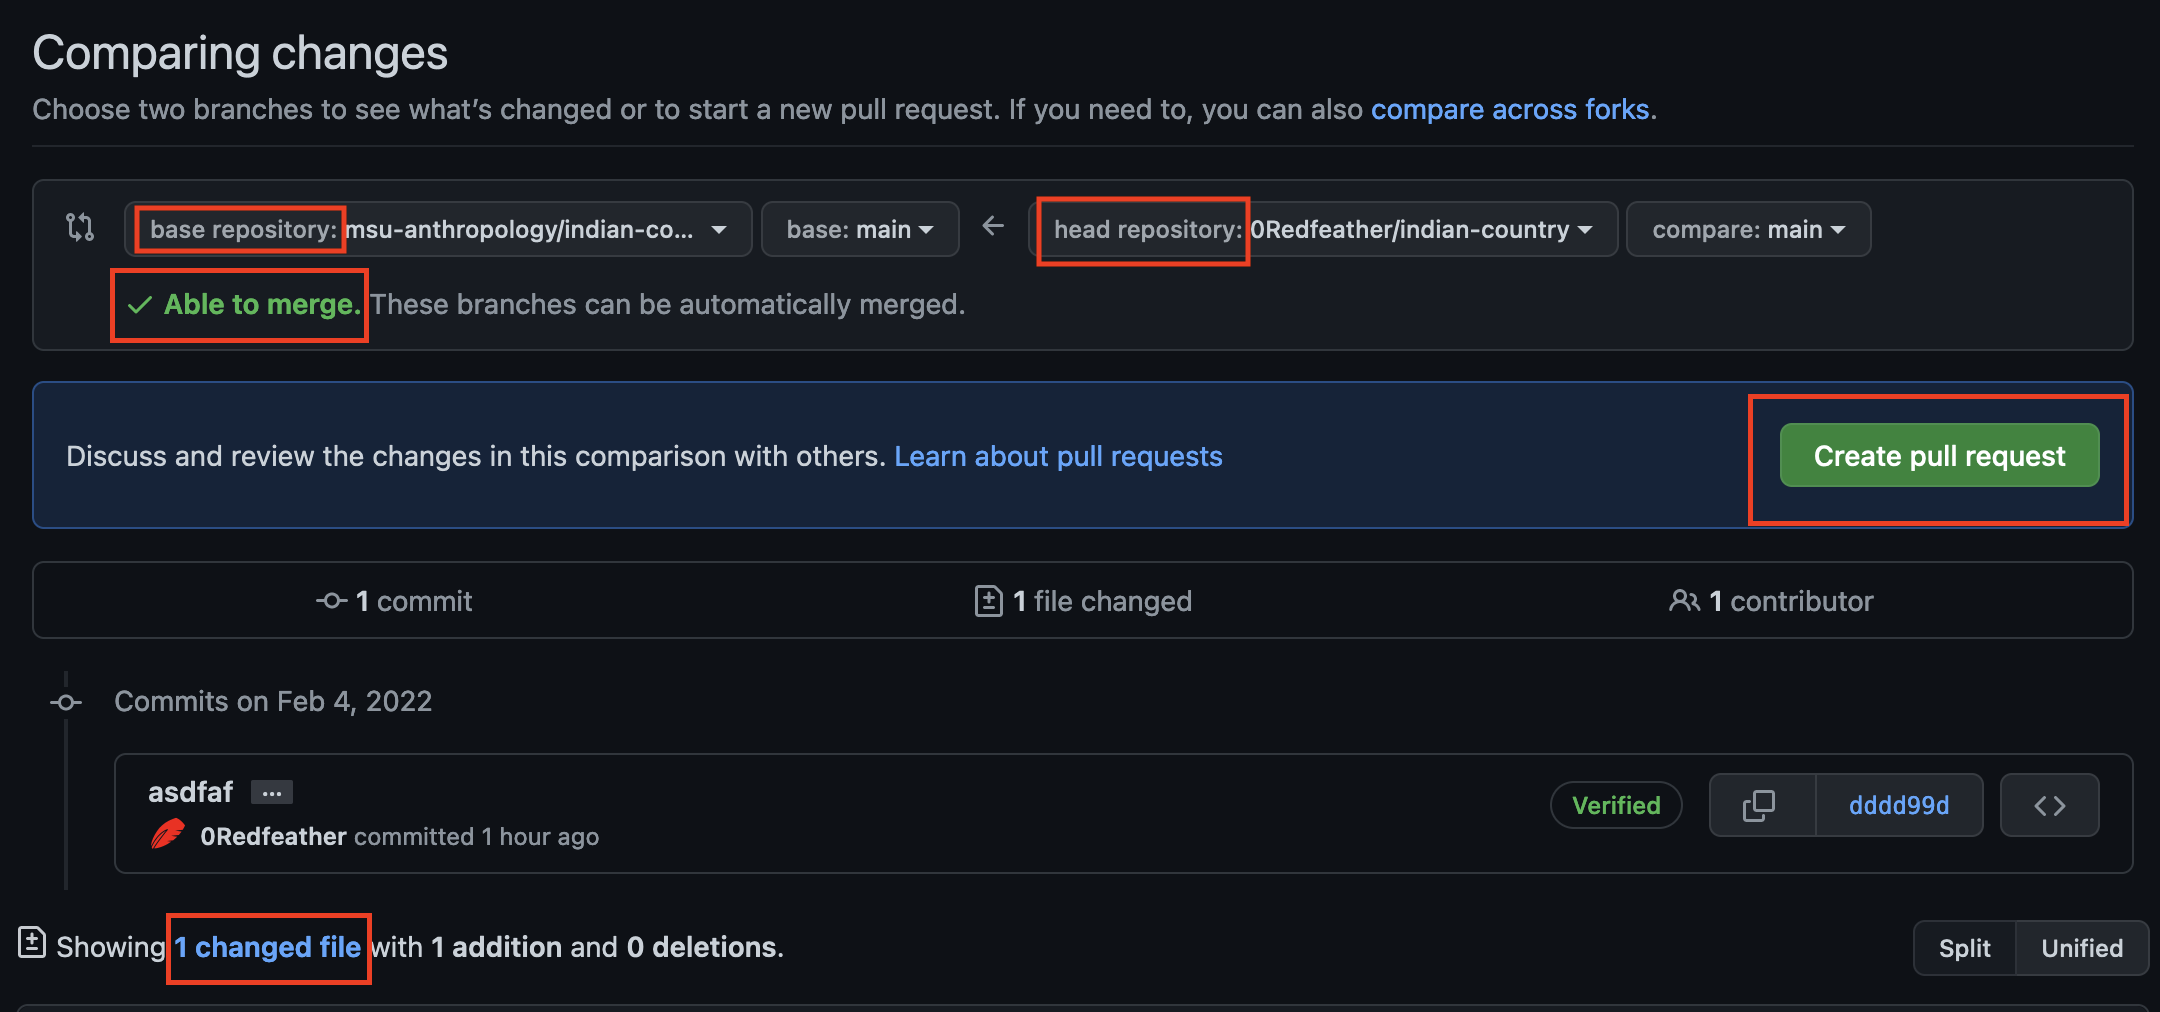 Comparing changes
Choose two branches to see what’s changed or to start a new pull request. If you need to, you can also compare across forks.
base repository: msu-anthropology/indian-co... base: main head repository: 0Redfeather/indian-country compare: main
Able to merge. These branches can be automatically merged.
Discuss and review the changes in this comparison with others. Learn about pull requests Create pull request
1 commit 1 file changed 1 contributor
Commits on Feb 4, 2022
asdfaf ...
Verified dddd99d
0Redfeather committed 1 hour ago
Showing 1 changed file with 1 addition and 0 deletions. Split Unified